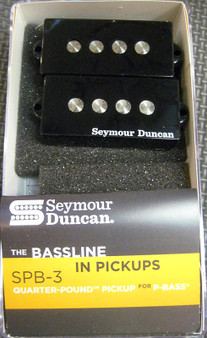 Seymour Duncan
Seymour
Duncan®
THE BASSLINE
IN PICKUPS
SPB-3
QUARTER-POUND™ PICKUP FOR P-BASS®